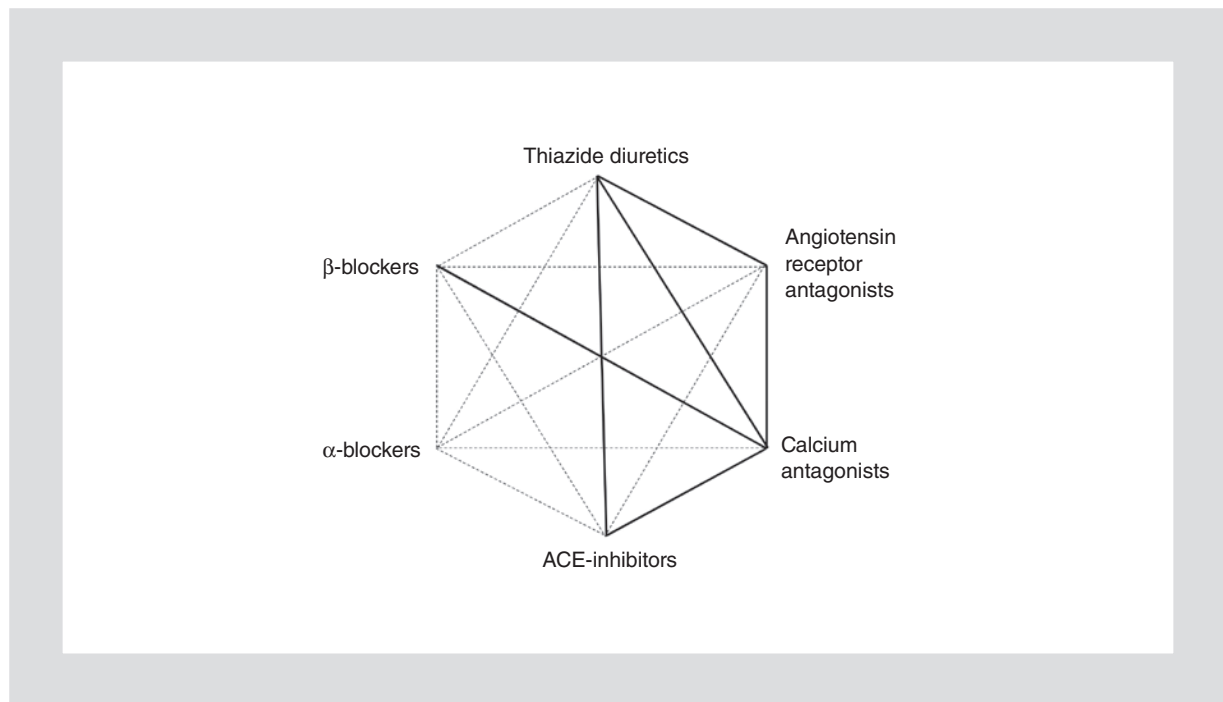 Thiazide diuretics
Angiotensin
receptor
antagonists
β-blockers
α-blockers
Calcium
antagonists
ACE-inhibitors